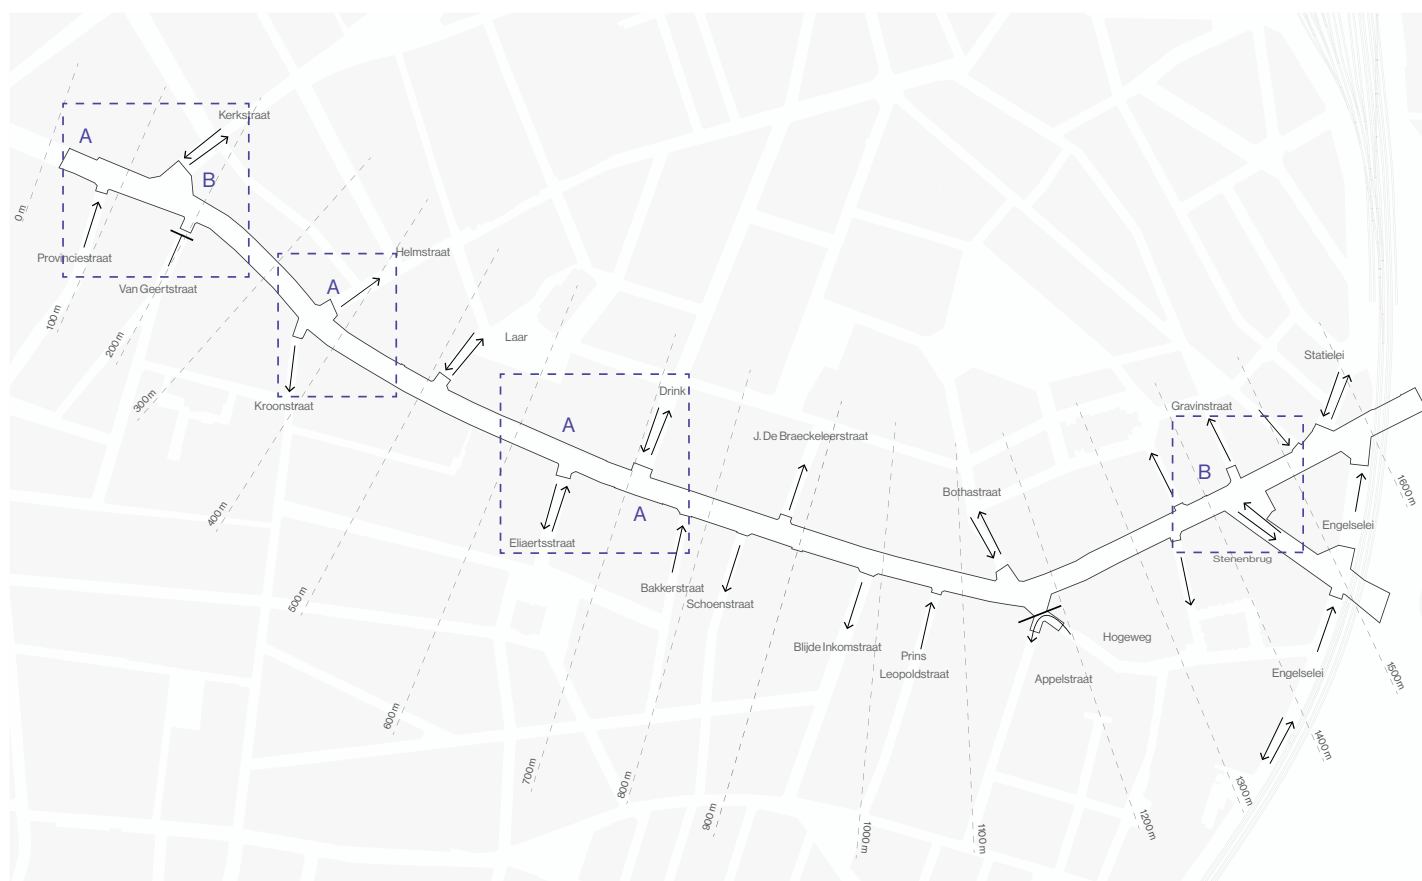 Kerkstraat
A
B
0 m
Provinciestraat
Van Geertstraat
Helmstraat
A
100 m
200 m
Laar
Statielei
300m
Kroonstraat
Drink
Gravinstraat
A
J. De Braeckeleerstraat
B
Bothastraat
1600 m
400 m
A
Engelselei
Eliaertsstraat
Stenenbrug
Bakkerstraat
Schoenstraat
500 m
Hogeweg
Blijde Inkomstraat
Prins
Leopoldstraat
Appelstraat
Engelselei
1500 m
600 m
1400 m
700 m
800 m
1300 m
900 m
1000 m
1100 m
1200 m